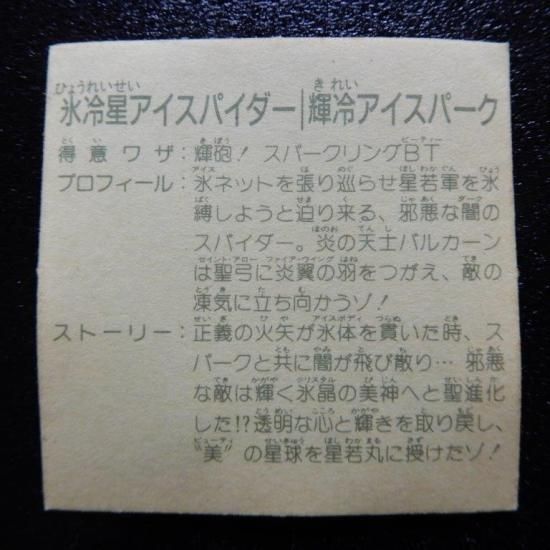 氷冷星アイスパイダー|輝冷アイスパーク
得意ワザ:輝砲! スパークリングBT
プロフィール:氷ネットを張り巡らせ星若軍を氷
縛しようと迫り来る、邪悪な闇の
スパイダー。炎の天士バルカーン
は聖弓に炎翼の羽をつがえ、敵の
凍気に立ち向かうゾ!
ストーリー:正義の火矢が氷体を貫いた時、ス
パークと共に闇が飛び散り… 邪悪
な敵は輝く氷晶の美神へと聖進化
した!?透明な心と輝きを取り戻し、
"美"の星球を星若丸に授けたゾ!